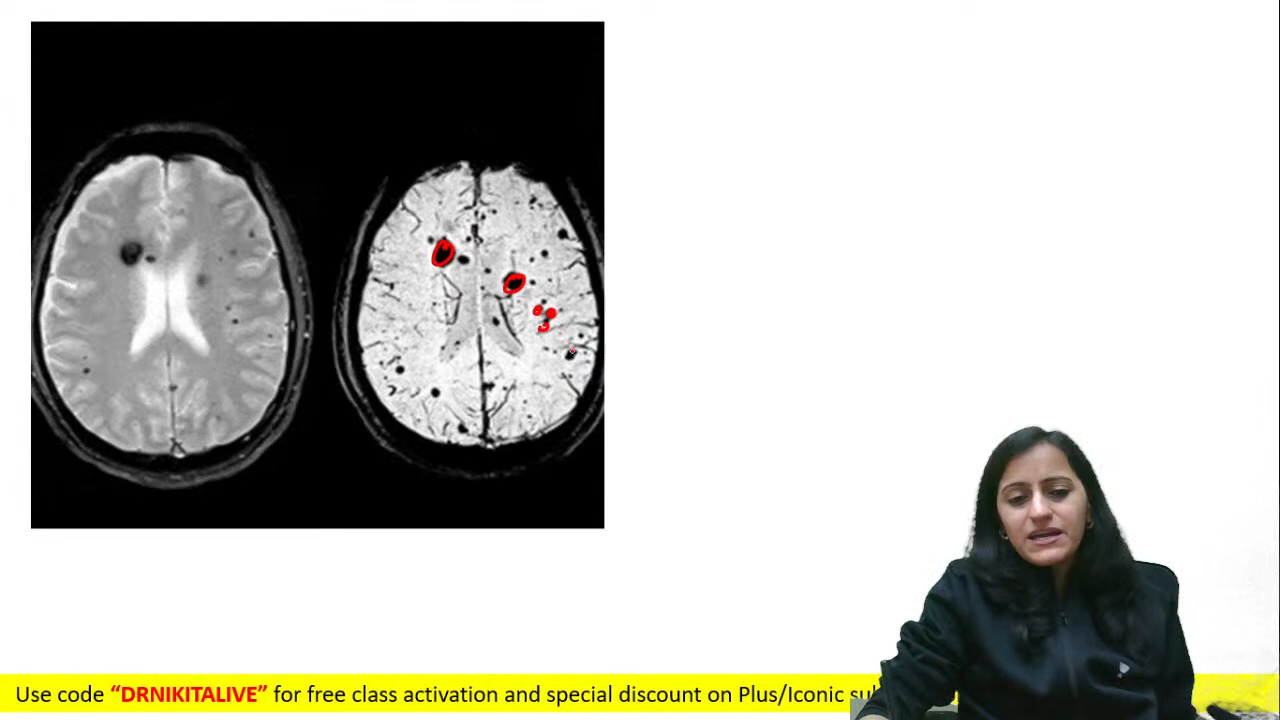 Use code “DRNIKITALIVE” for free class activation and special discount on Plus/Iconic